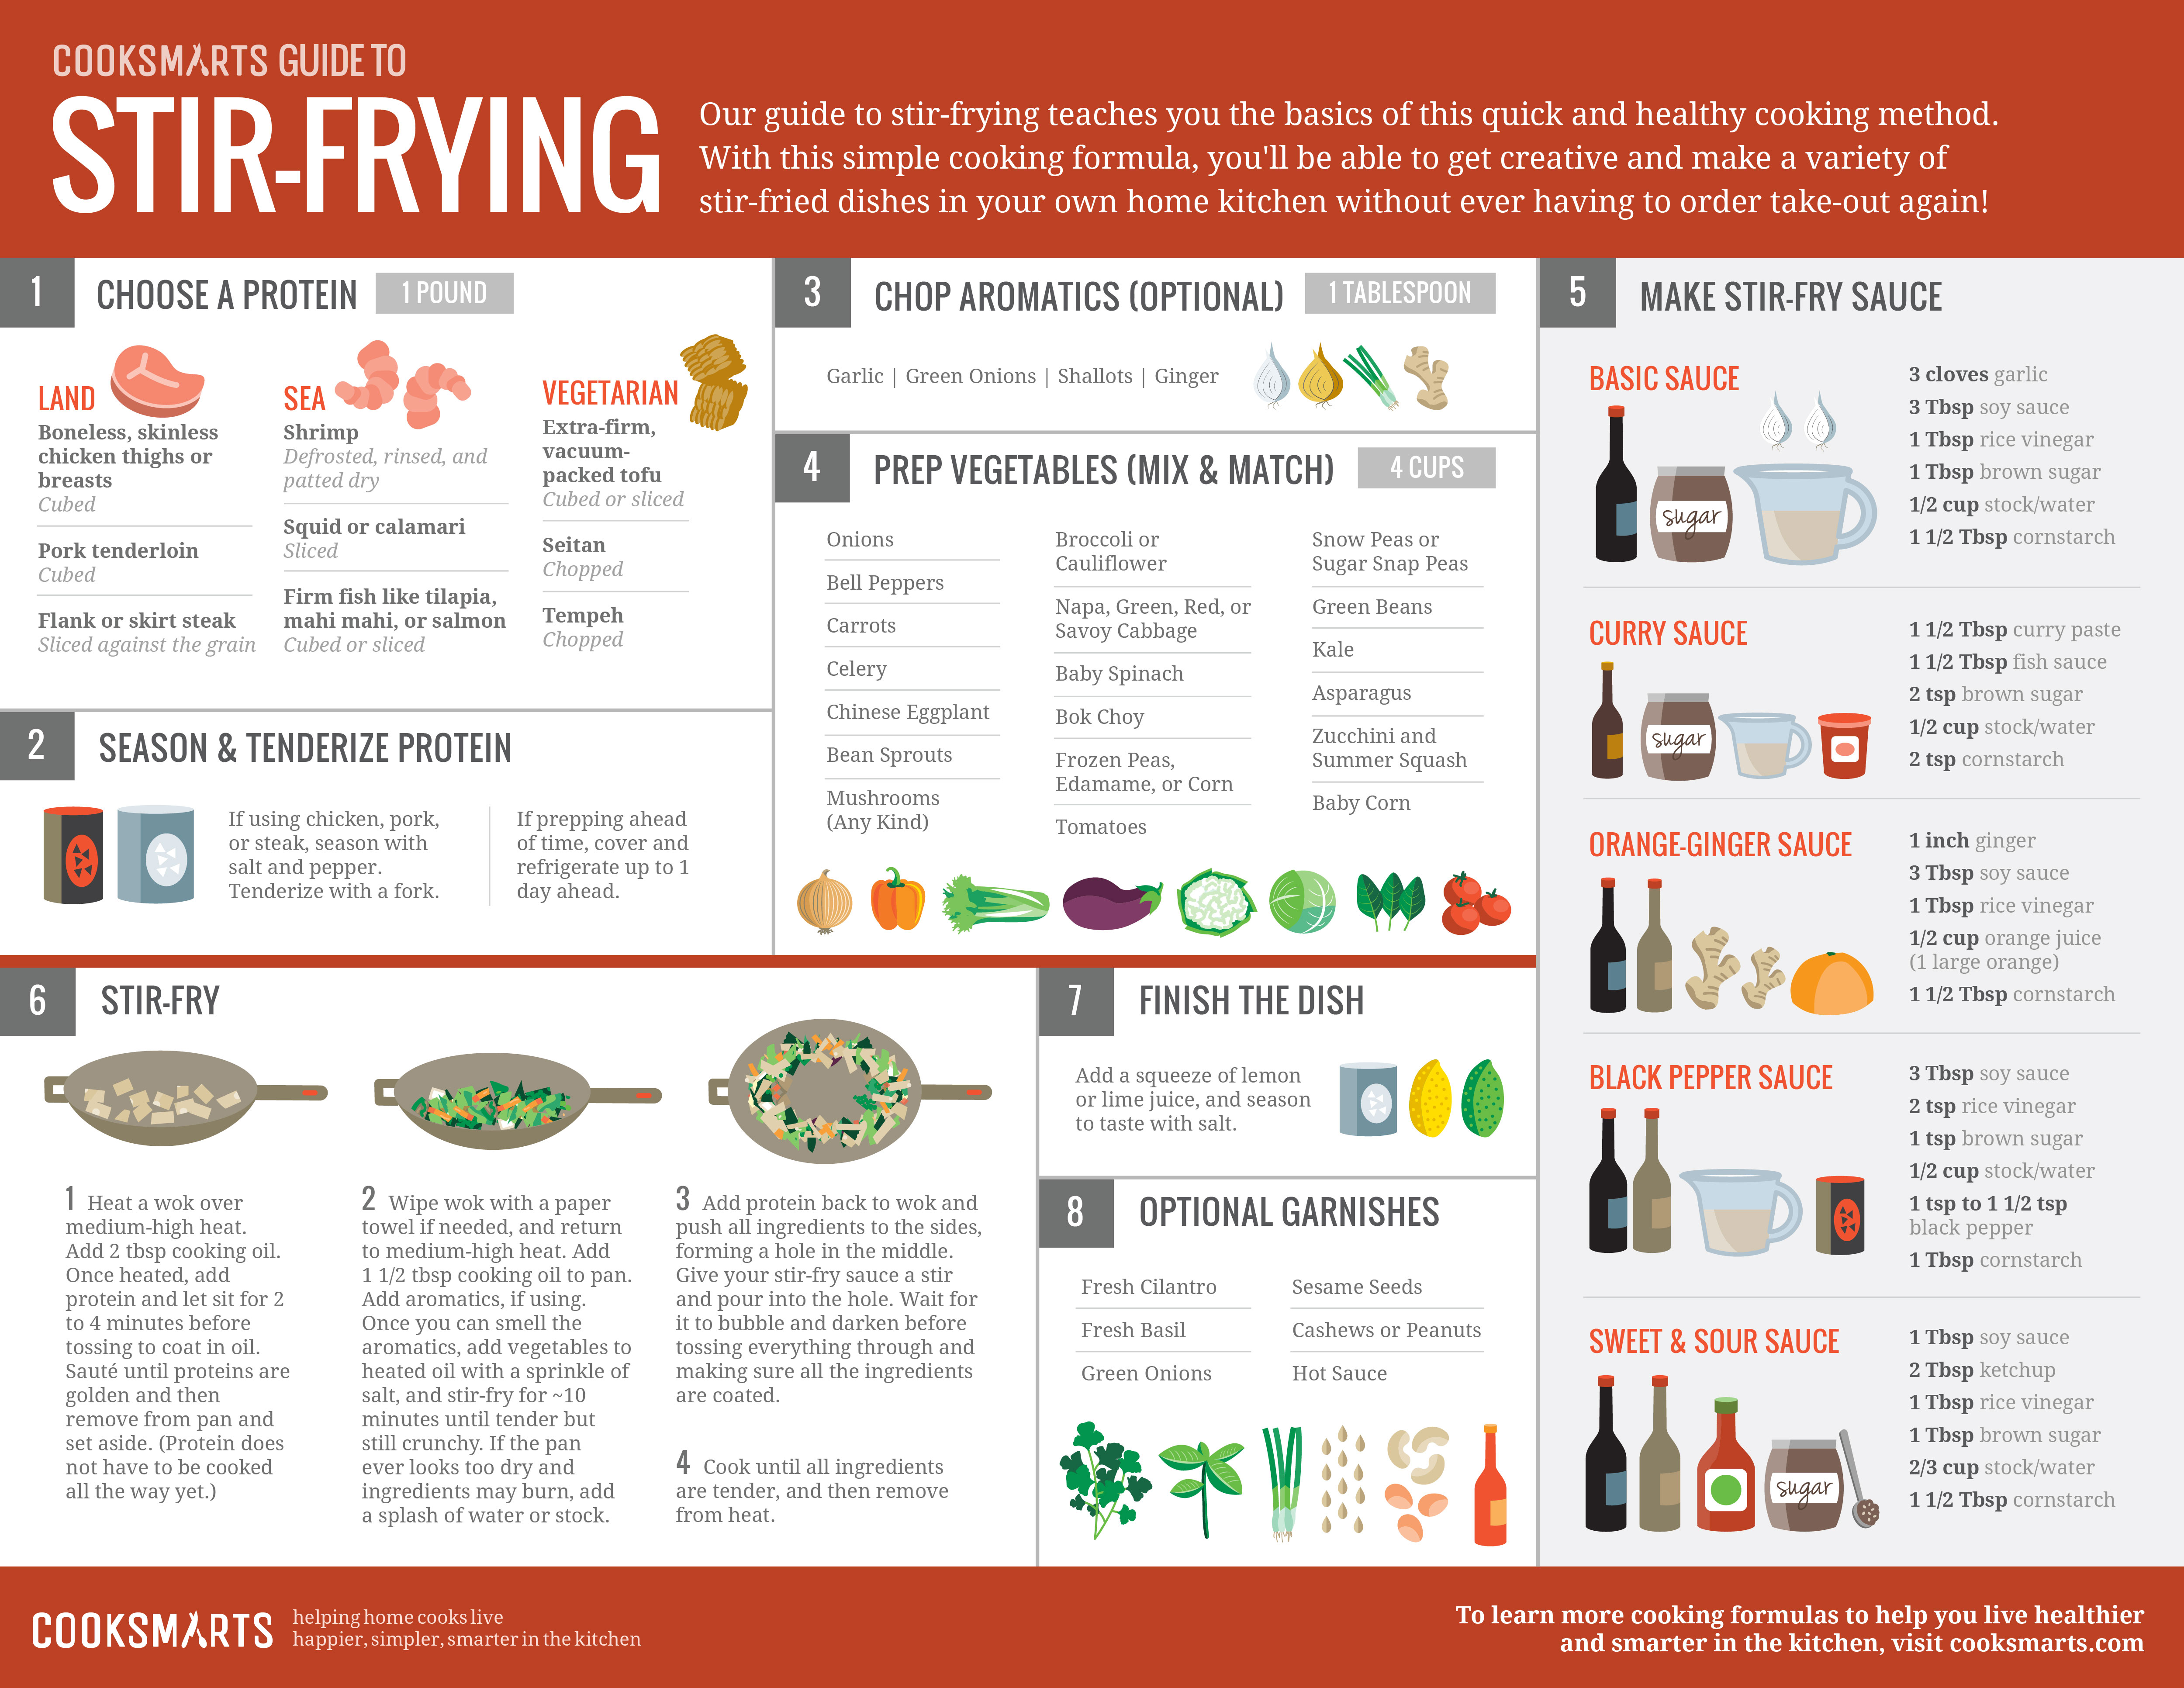 COOKSMARTS GUIDE TO
STIR-FRYING
Our guide to stir-frying teaches you the basics of this quick and healthy cooking method.
With this simple cooking formula, you'll be able to get creative and make a variety of
stir-fried dishes in your own home kitchen without ever having to order take-out again!
1 CHOOSE A PROTEIN 1 POUND
LAND
Boneless, skinless
chicken thighs or
breasts
Cubed
Pork tenderloin
Cubed
Flank or skirt steak
Sliced against the grain
SEA
Shrimp
Defrosted, rinsed, and
patted dry
Squid or calamari
Sliced
Firm fish like tilapia,
mahi mahi, or salmon
Cubed or sliced
VEGETARIAN
Extra-firm,
vacuum-
packed tofu
Cubed or sliced
Seitan
Chopped
Tempeh
Chopped
2 SEASON & TENDERIZE PROTEIN
If using chicken, pork,
or steak, season with
salt and pepper.
Tenderize with a fork.
If prepping ahead
of time, cover and
refrigerate up to 1
day ahead.
3 CHOP AROMATICS (OPTIONAL) 1 TABLESPOON
Garlic | Green Onions | Shallots | Ginger
4 PREP VEGETABLES (MIX & MATCH) 4 CUPS
Onions
Bell Peppers
Carrots
Celery
Chinese Eggplant
Bean Sprouts
Mushrooms
(Any Kind)
Broccoli or
Cauliflower
Napa, Green, Red, or
Savoy Cabbage
Baby Spinach
Bok Choy
Frozen Peas,
Edamame, or Corn
Tomatoes
Snow Peas or
Sugar Snap Peas
Green Beans
Kale
Asparagus
Zucchini and
Summer Squash
Baby Corn
5 MAKE STIR-FRY SAUCE
BASIC SAUCE
sugar
3 cloves garlic
3 Tbsp soy sauce
1 Tbsp rice vinegar
1 Tbsp brown sugar
1/2 cup stock/water
1 1/2 Tbsp cornstarch
CURRY SAUCE
sugar
1 1/2 Tbsp curry paste
1 1/2 Tbsp fish sauce
2 tsp brown sugar
1/2 cup stock/water
2 tsp cornstarch
ORANGE-GINGER SAUCE
1 inch ginger
3 Tbsp soy sauce
1 Tbsp rice vinegar
1/2 cup orange juice
(1 large orange)
1 1/2 Tbsp cornstarch
BLACK PEPPER SAUCE
3 Tbsp soy sauce
2 tsp rice vinegar
1 tsp brown sugar
1/2 cup stock/water
1 tsp to 1 1/2 tsp
black pepper
1 Tbsp cornstarch
SWEET & SOUR SAUCE
sugar
1 Tbsp soy sauce
2 Tbsp ketchup
1 Tbsp rice vinegar
1 Tbsp brown sugar
2/3 cup stock/water
1 1/2 Tbsp cornstarch
6 STIR-FRY
1 Heat a wok over
medium-high heat.
Add 2 tbsp cooking oil.
Once heated, add
protein and let sit for 2
to 4 minutes before
tossing to coat in oil.
Sauté until proteins are
golden and then
remove from pan and
set aside. (Protein does
not have to be cooked
all the way yet.)
2 Wipe wok with a paper
towel if needed, and return
to medium-high heat. Add
1 1/2 tbsp cooking oil to pan.
Add aromatics, if using.
Once you can smell the
aromatics, add vegetables to
heated oil with a sprinkle of
salt, and stir-fry for ~10
minutes until tender but
still crunchy. If the pan
ever looks too dry and
ingredients may burn, add
a splash of water or stock.
3 Add protein back to wok and
push all ingredients to the sides,
forming a hole in the middle.
Give your stir-fry sauce a stir
and pour into the hole. Wait for
it to bubble and darken before
tossing everything through and
making sure all the ingredients
are coated.
4 Cook until all ingredients
are tender, and then remove
from heat.
7 FINISH THE DISH
Add a squeeze of lemon
or lime juice, and season
to taste with salt.
8 OPTIONAL GARNISHES
Fresh Cilantro
Fresh Basil
Green Onions
Sesame Seeds
Cashews or Peanuts
Hot Sauce
COOKSMARTS
helping home cooks live
happier, simpler, smarter in the kitchen
To learn more cooking formulas to help you live healthier
and smarter in the kitchen, visit cooksmarts.com